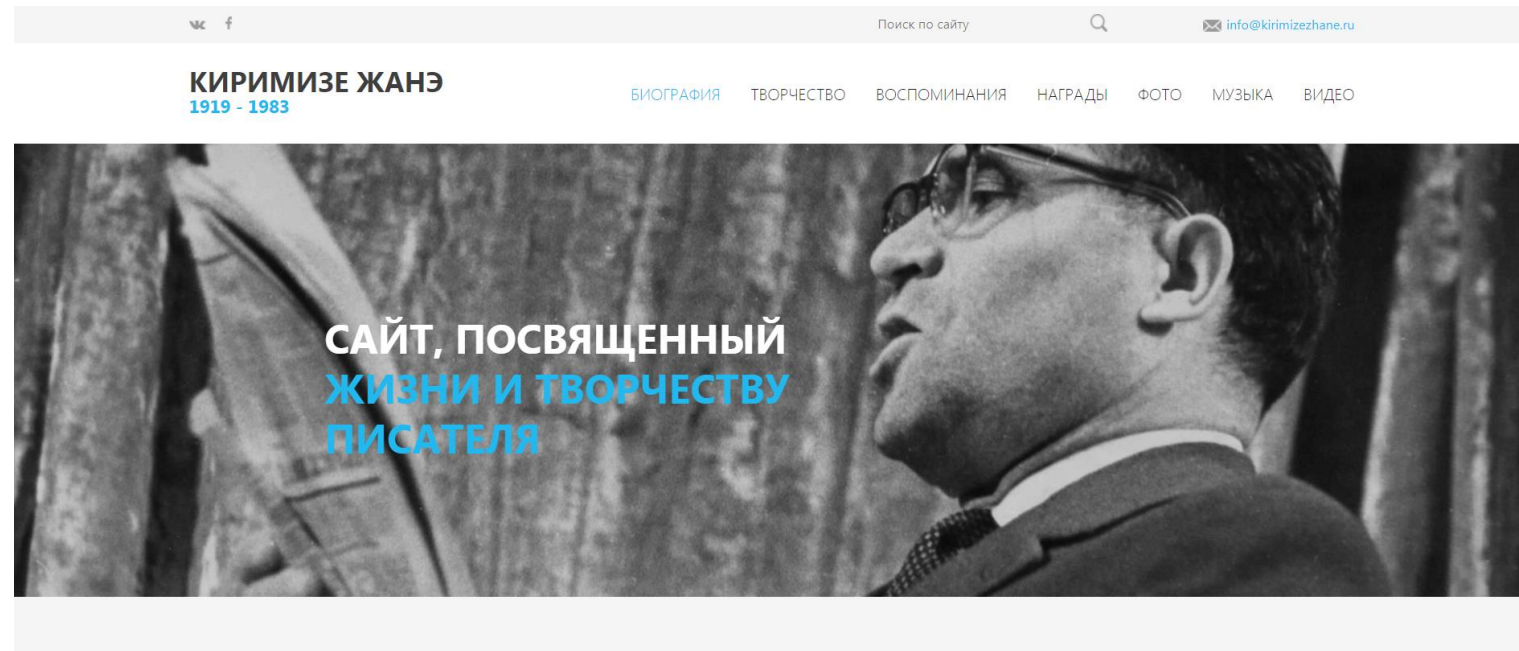 Поиск по сайту
info@kirimizezhane.ru
КИРИМИЗЕ ЖАНЭ
1919 - 1983
БИОГРАФИЯ ТВОРЧЕСТВО ВОСПОМИНАНИЯ НАГРАДЫ ФОТО МУЗЫКА ВИДЕО
САЙТ, ПОСВЯЩЕННЫЙ
ЖИЗНИ И ТВОРЧЕСТВУ
ПИСАТЕЛЯ